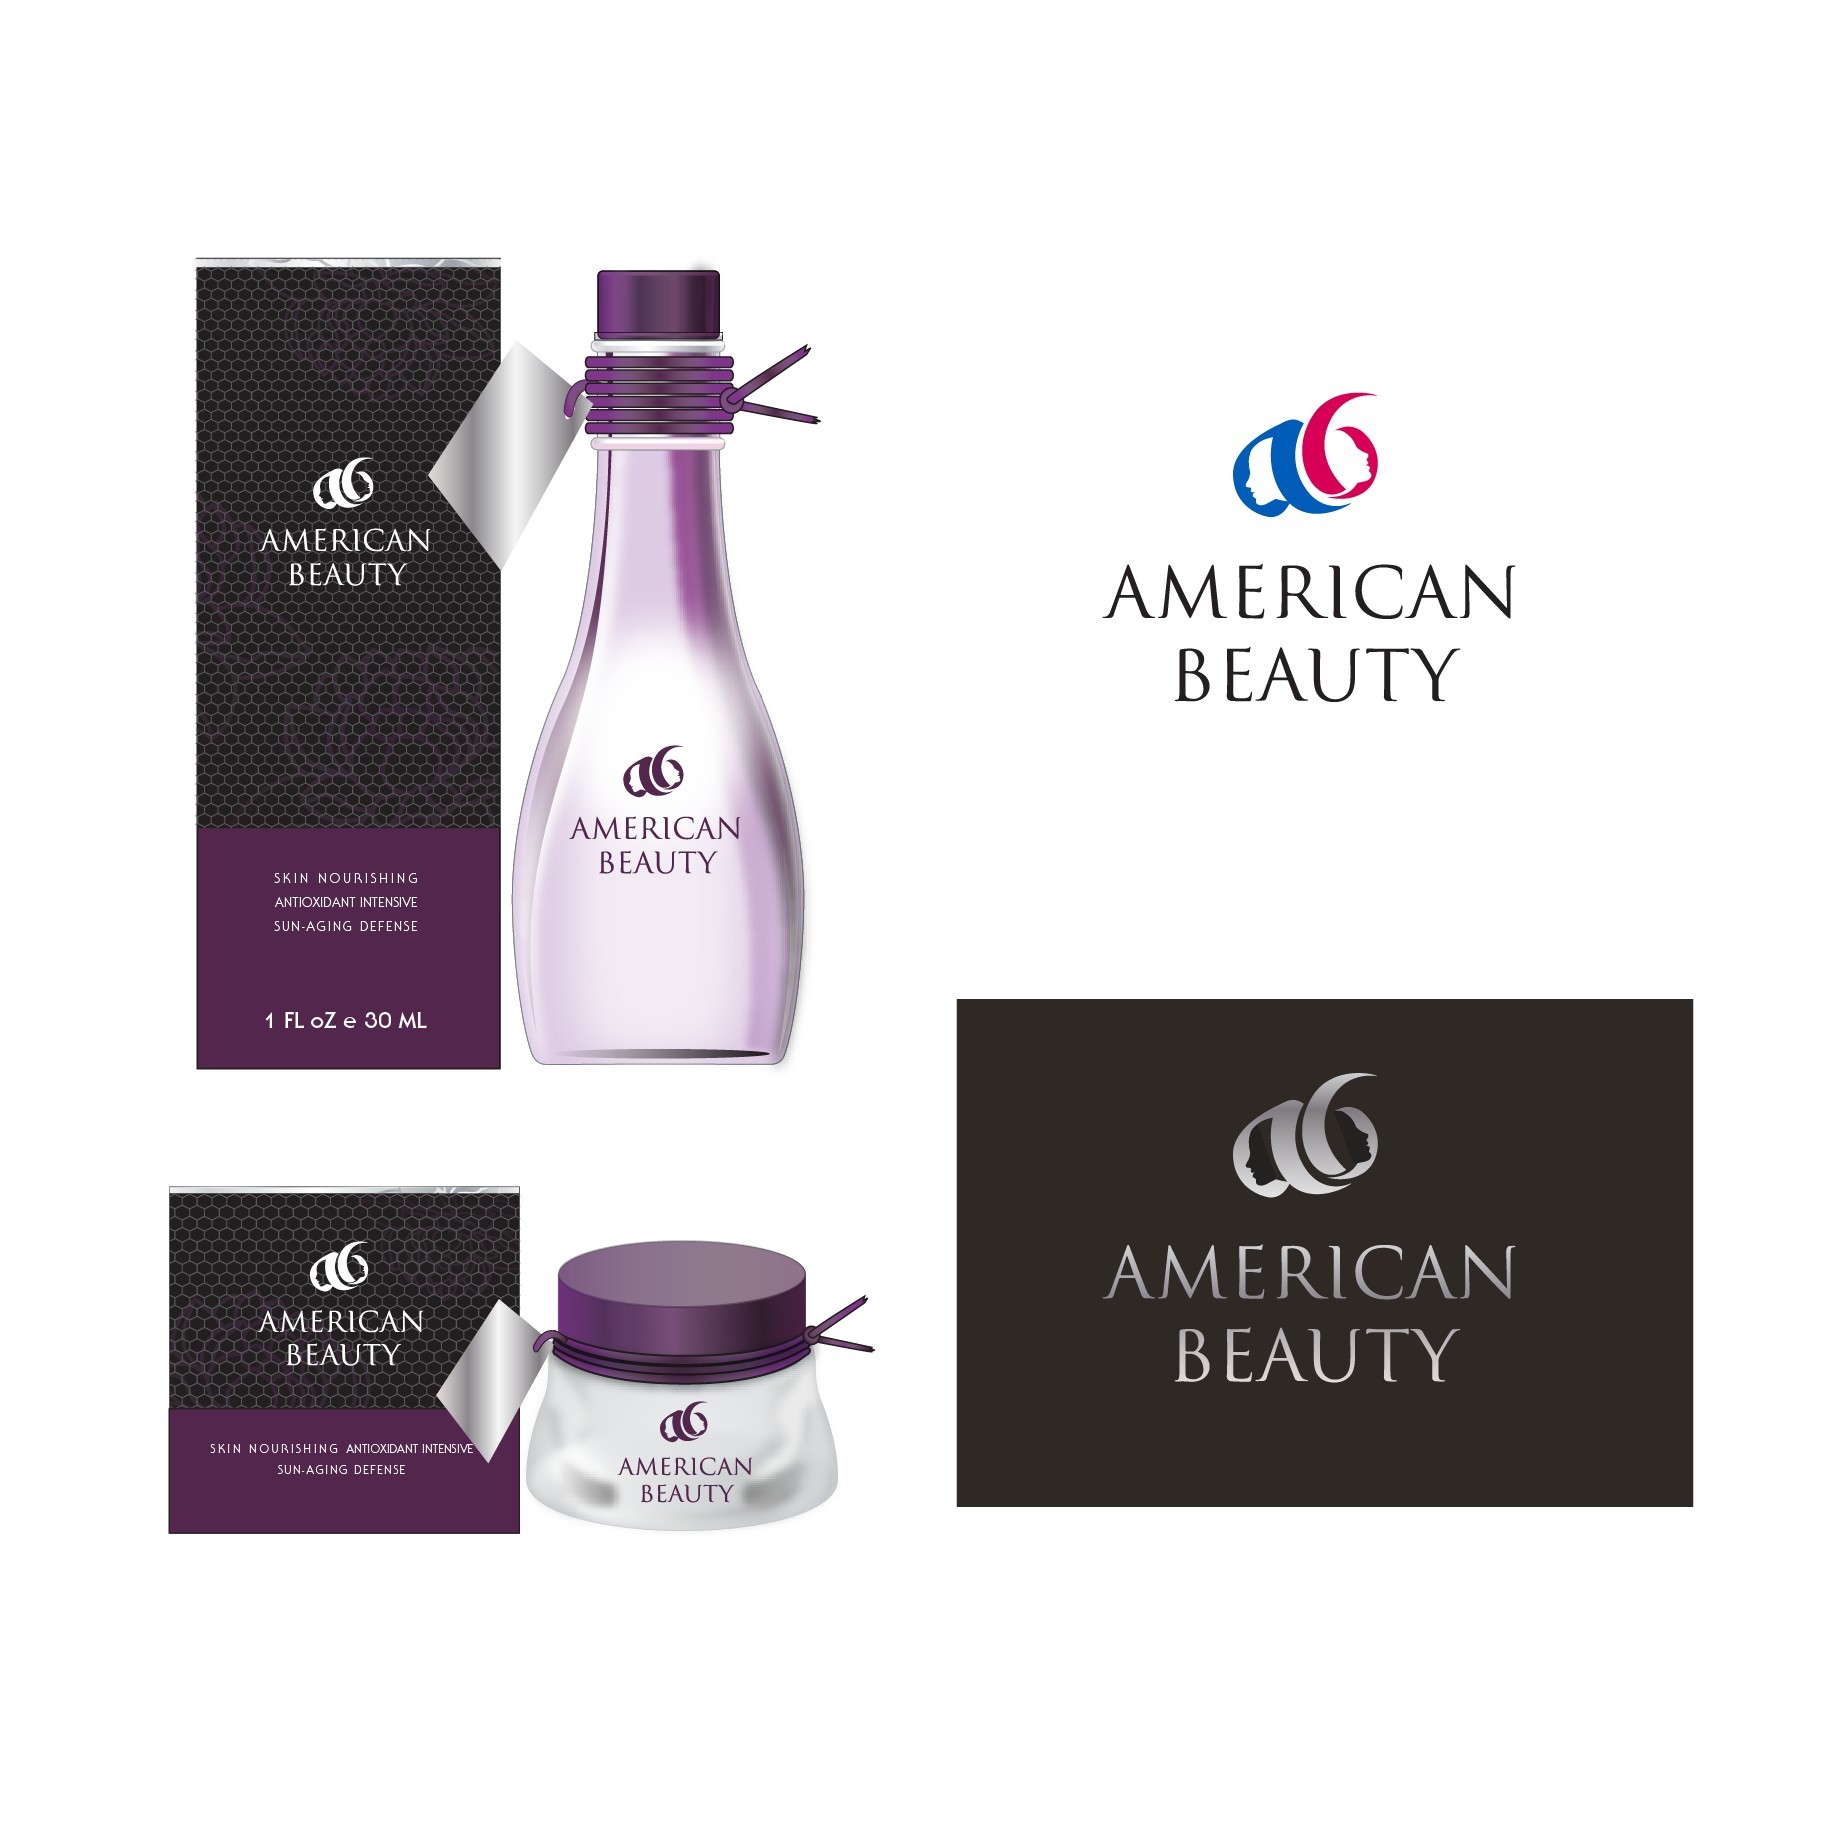 AMERICAN
BEAUTY
SKIN NOURISHING
ANTIOXIDANT INTENSIVE
SUN-AGING DEFENSE
1 FL oZ e 30 ML
AMERICAN
BEAUTY
AMERICAN
BEAUTY
AMERICAN
BEAUTY
SKIN NOURISHING ANTIOXIDANT INTENSIVE
SUN-AGING DEFENSE
AMERICAN
BEAUTY
AMERICAN
BEAUTY